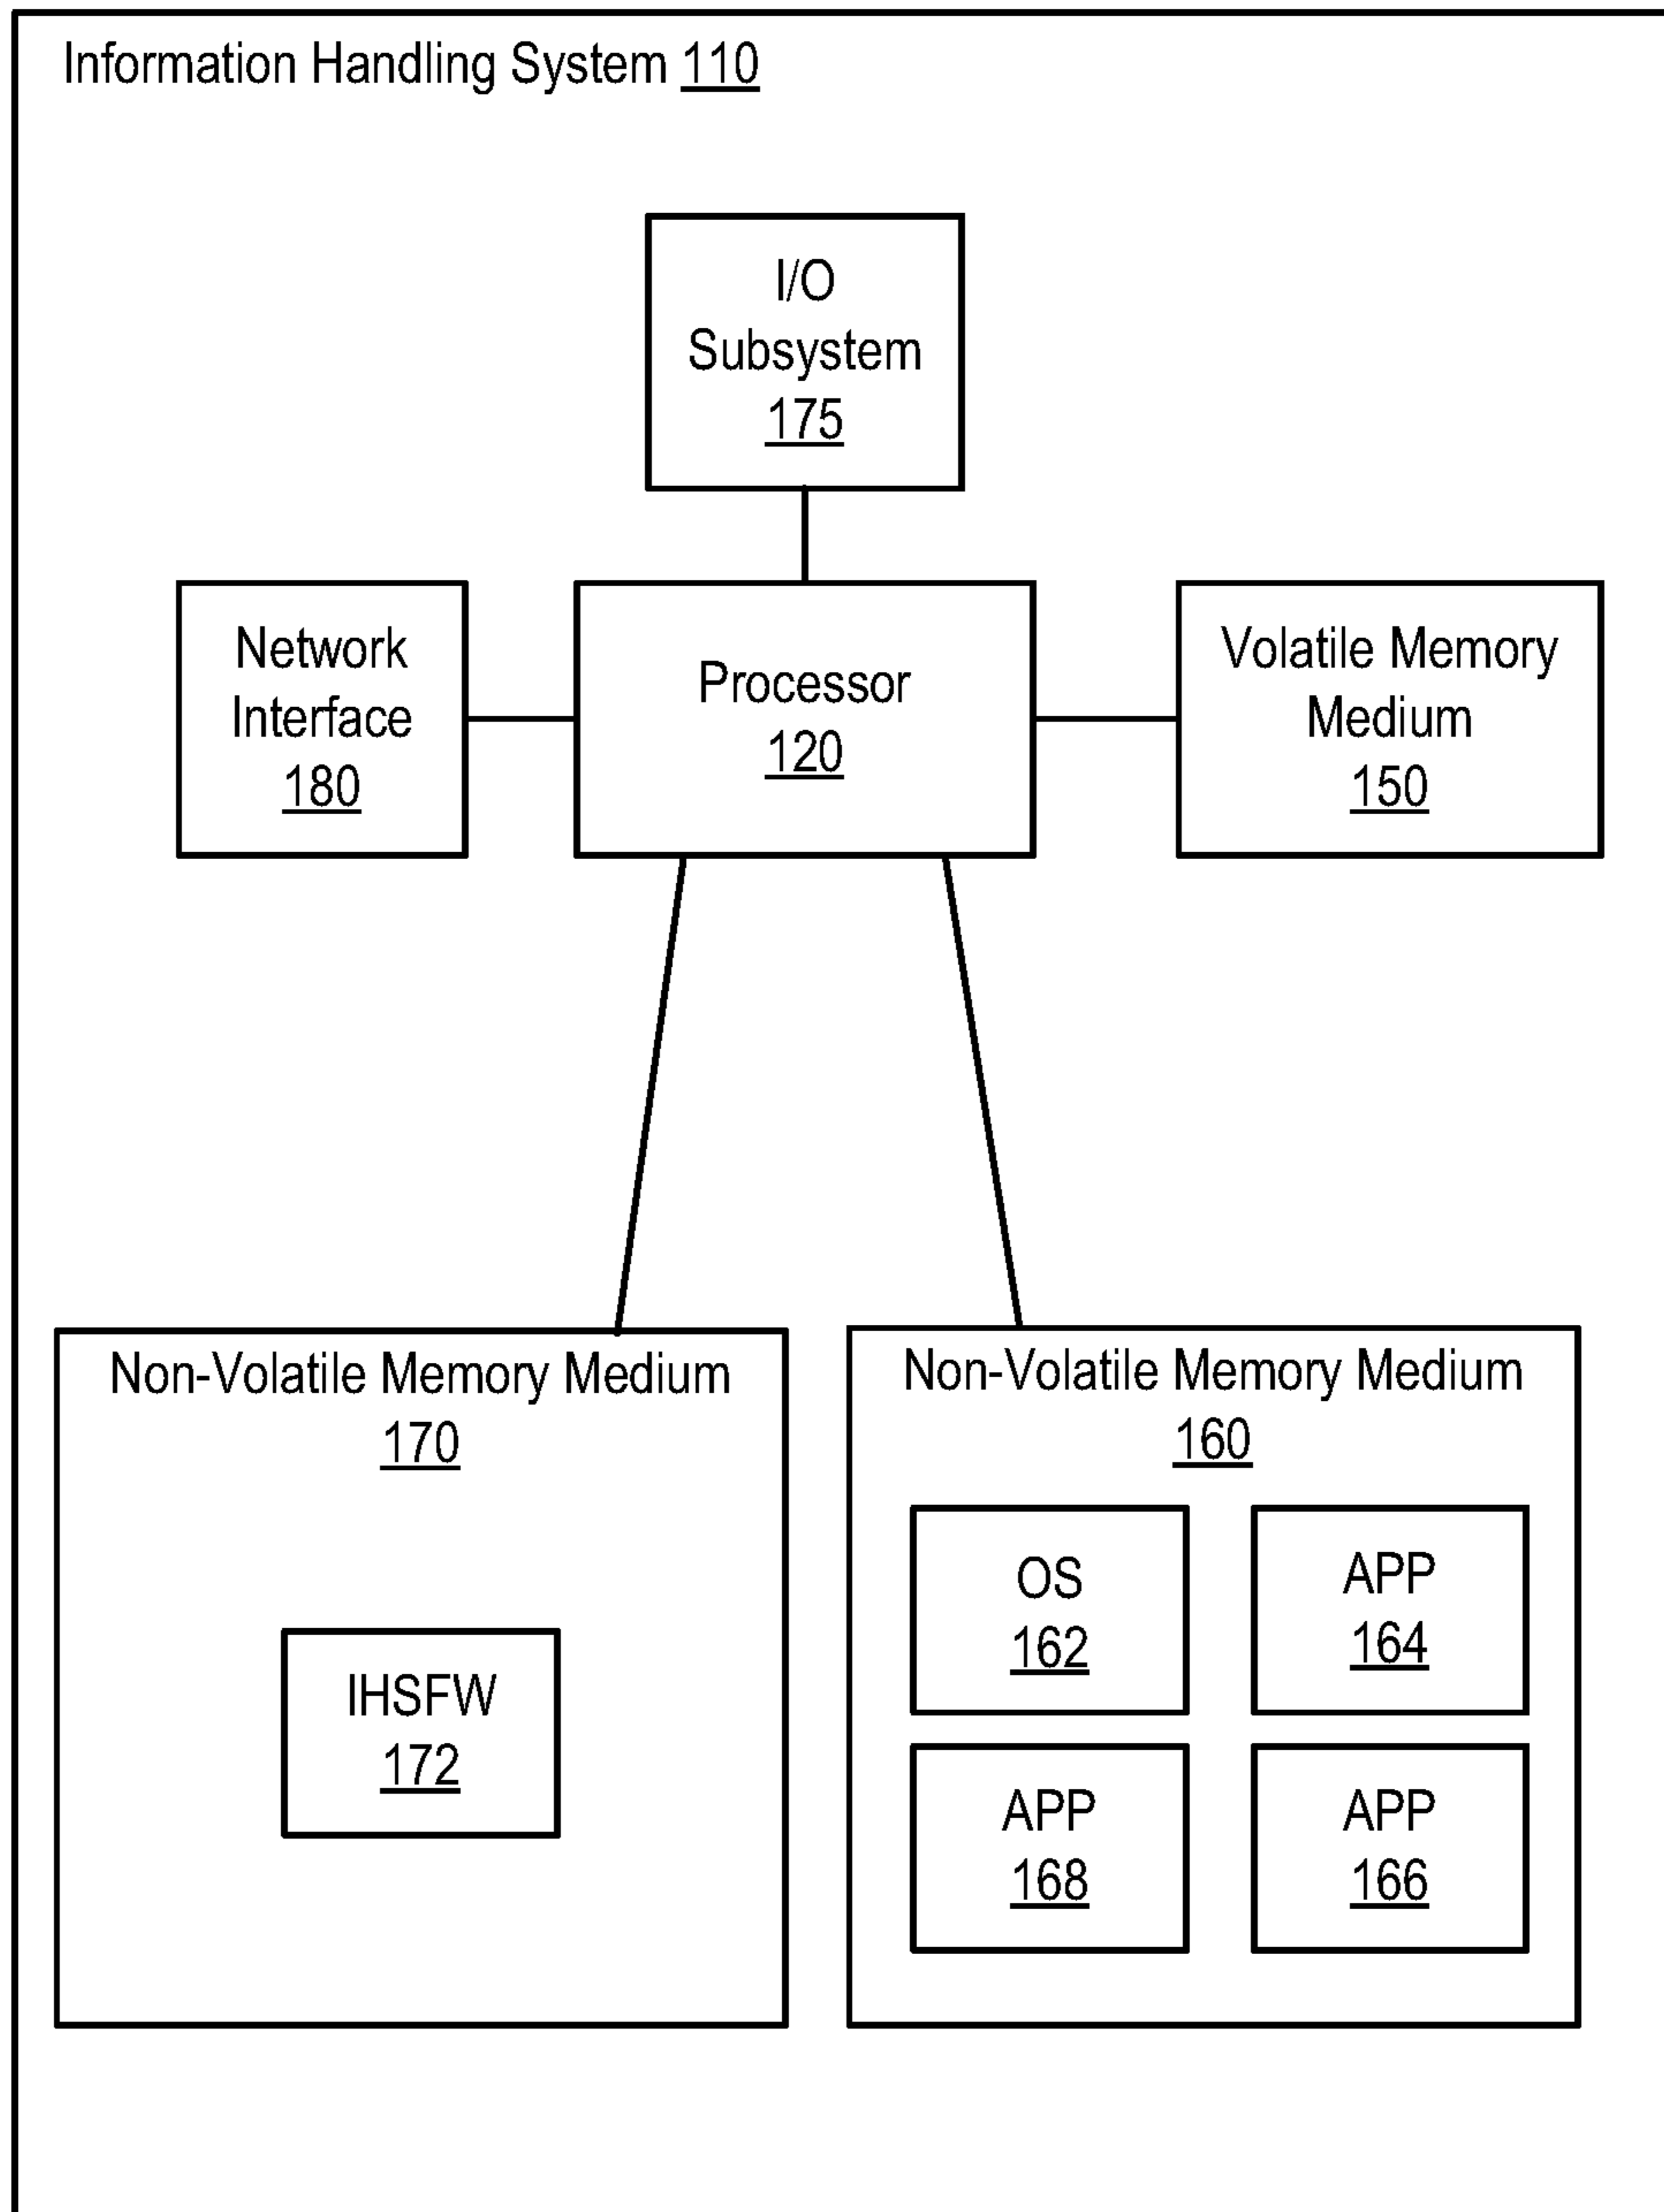 Information Handling System 110
I/O
Subsystem
175
Network
Interface
180
Processor
120
Volatile Memory
Medium
150
Non-Volatile Memory Medium
170
IHSFW
172
Non-Volatile Memory Medium
160
OS
162
APP
164
APP
168
APP
166